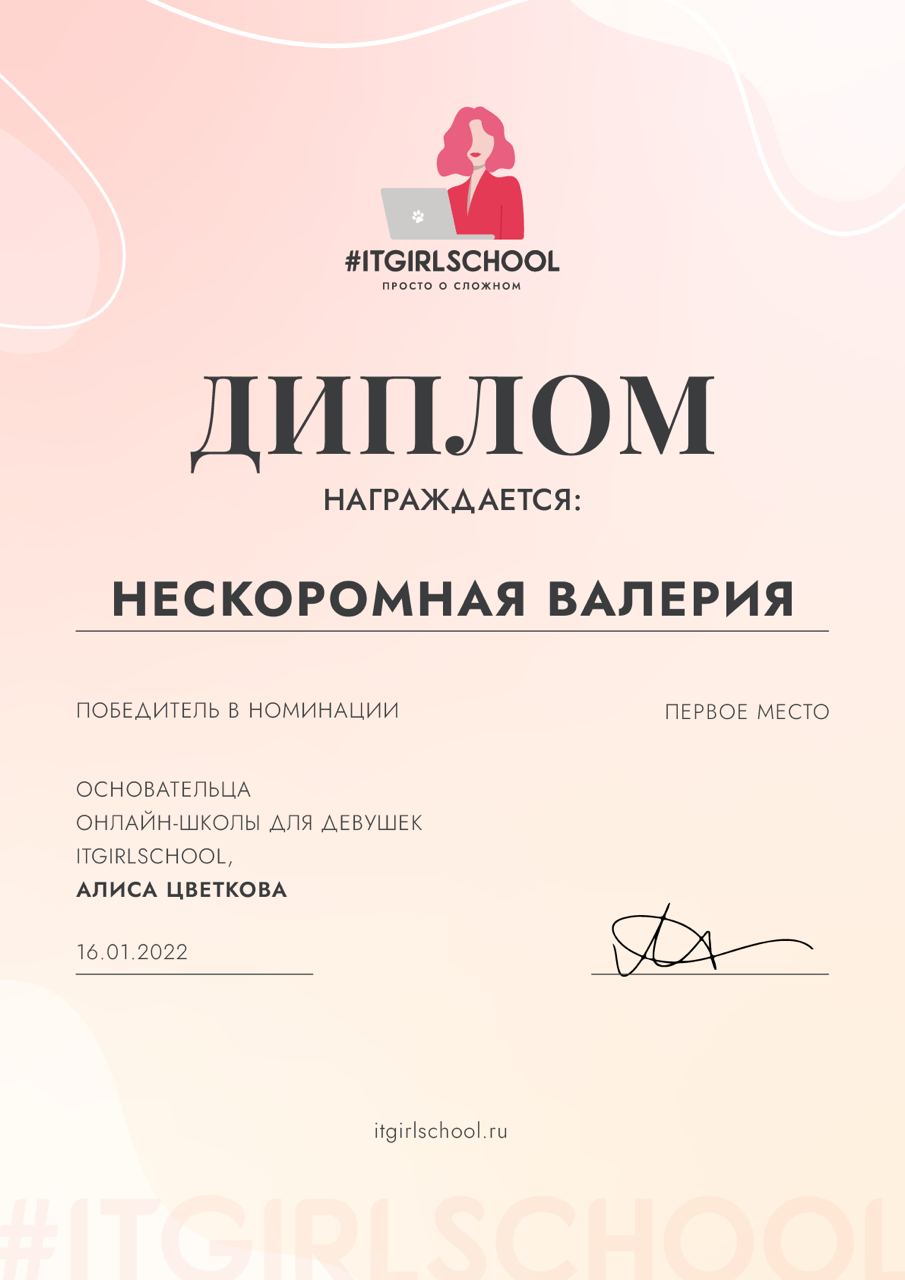 #ITGIRLSCHOOL
ПРОСТО О СЛОЖНОМ
ДИПЛОМ
НАГРАЖДАЕТСЯ:
НЕСКОРОМНАЯ ВАЛЕРИЯ
ПОБЕДИТЕЛЬ В НОМИНАЦИИ
ПЕРВОЕ МЕСТО
ОСНОВАТЕЛЬЦА
ОНЛАЙН-ШКОЛЫ ДЛЯ ДЕВУШЕК
ITGIRLSCHOOL,
АЛИСА ЦВЕТКОВА
16.01.2022
itgirlschool.ru
#ITGIRLSCHOOL